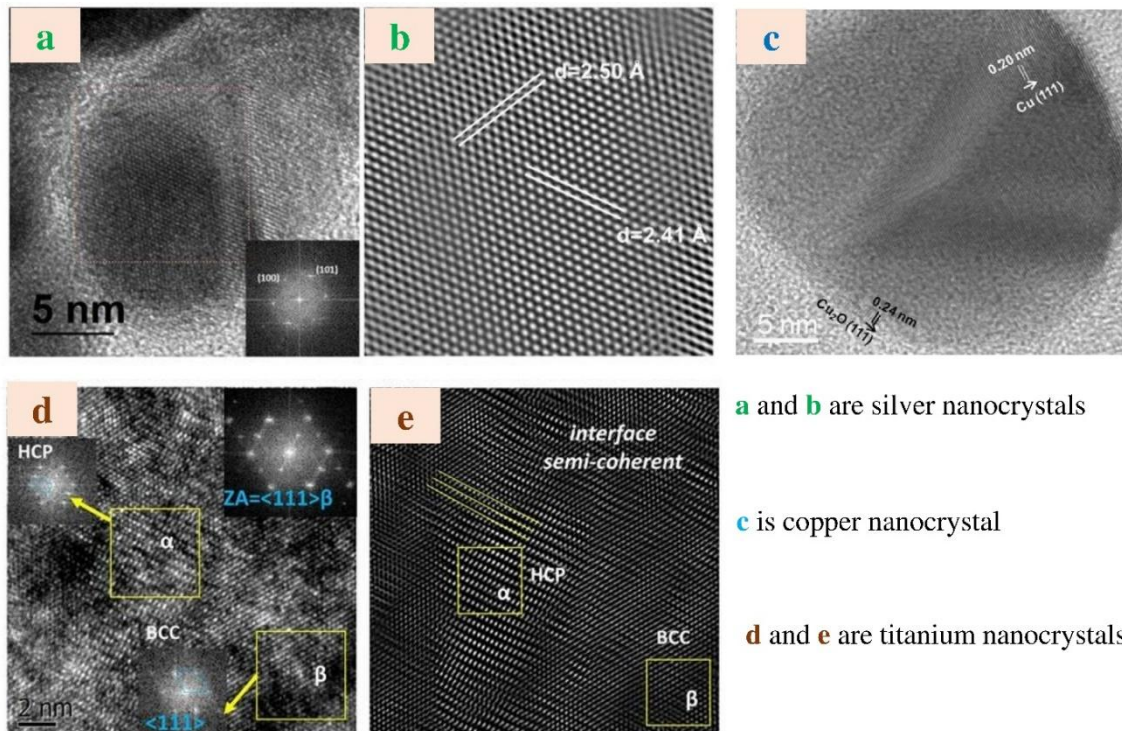 a
5 nm
{100}
{101}
b
d=2.50 Å
d=2.41 Å
c
0.20 nm
Cu (111)
0.24 nm
Cu₂O (111)
5 nm
d
HCP
ZA=<111>β
α
BCC
β
2 nm
<111>
e
interface
semi-coherent
HCP
α
BCC
β
a and b are silver nanocrystals
c is copper nanocrystal
d and e are titanium nanocrystals